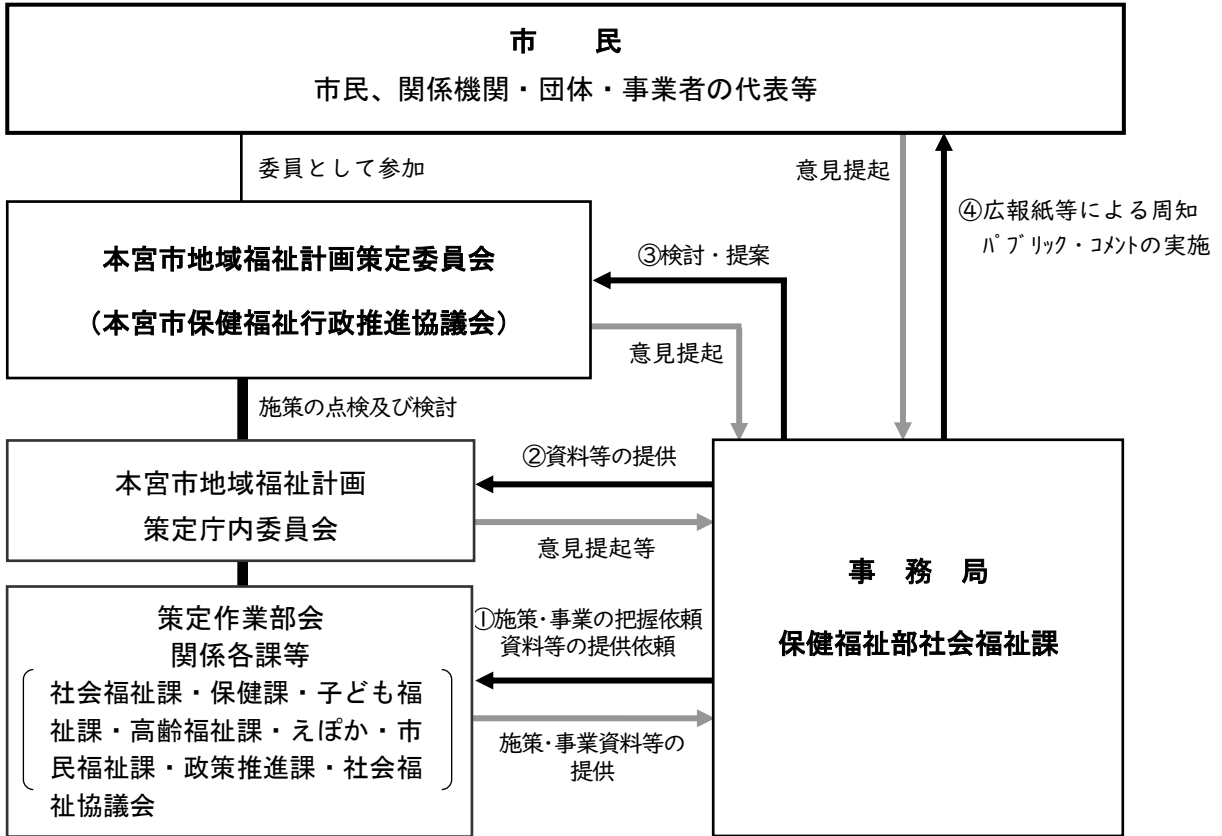 市　　民
市民、関係機関・団体・事業者の代表等
委員として参加
意見提起
④広報紙等による周知
パブリック・コメントの実施
本宮市地域福祉計画策定委員会
（本宮市保健福祉行政推進協議会）
③検討・提案
意見提起
施策の点検及び検討
本宮市地域福祉計画
策定庁内委員会
②資料等の提供
意見提起等
事　務　局
保健福祉部社会福祉課
策定作業部会
関係各課等
社会福祉課・保健課・子ども福
祉課・高齢福祉課・えぽか・市
民福祉課・政策推進課・社会福
祉協議会
①施策･事業の把握依頼
資料等の提供依頼
施策･事業資料等の
提供